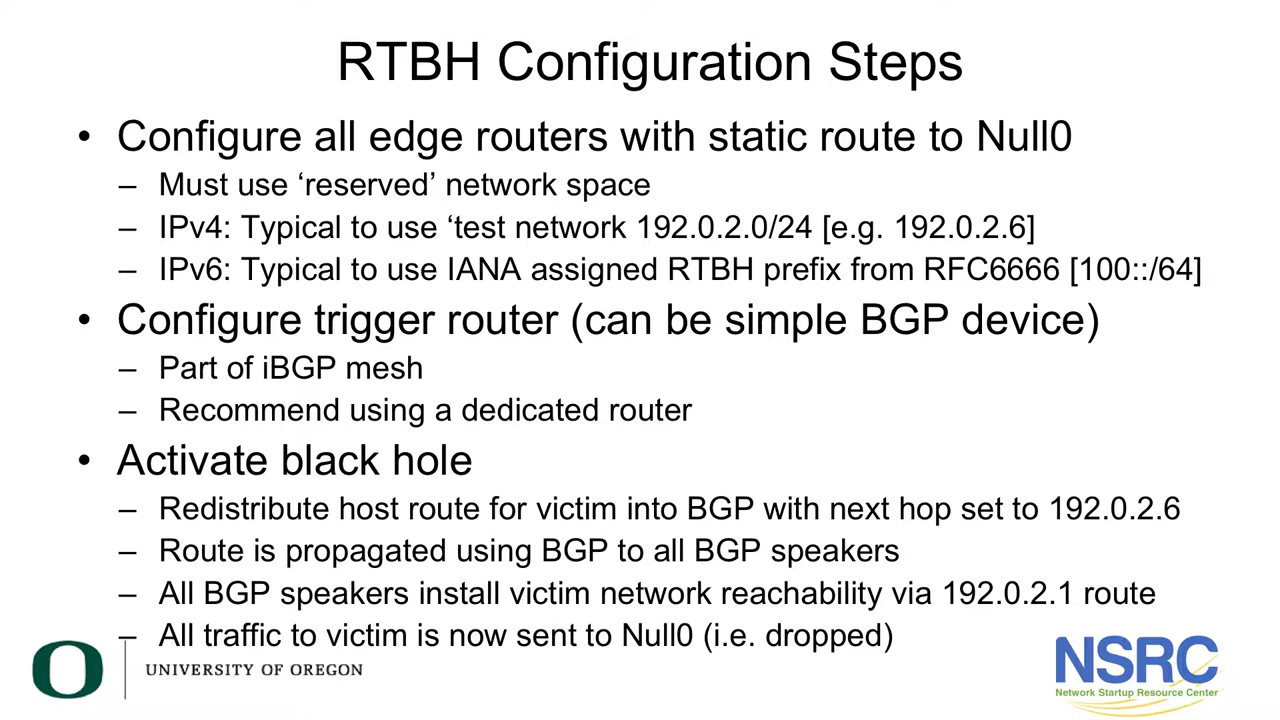 RTBH Configuration Steps
• Configure all edge routers with static route to Null0
– Must use ‘reserved’ network space
– IPv4: Typical to use ‘test network 192.0.2.0/24 [e.g. 192.0.2.6]
– IPv6: Typical to use IANA assigned RTBH prefix from RFC6666 [100::/64]
• Configure trigger router (can be simple BGP device)
– Part of iBGP mesh
– Recommend using a dedicated router
• Activate black hole
– Redistribute host route for victim into BGP with next hop set to 192.0.2.6
– Route is propagated using BGP to all BGP speakers
– All BGP speakers install victim network reachability via 192.0.2.1 route
– All traffic to victim is now sent to Null0 (i.e. dropped)
O
UNIVERSITY OF OREGON
NSRC
Network Startup Resource Center